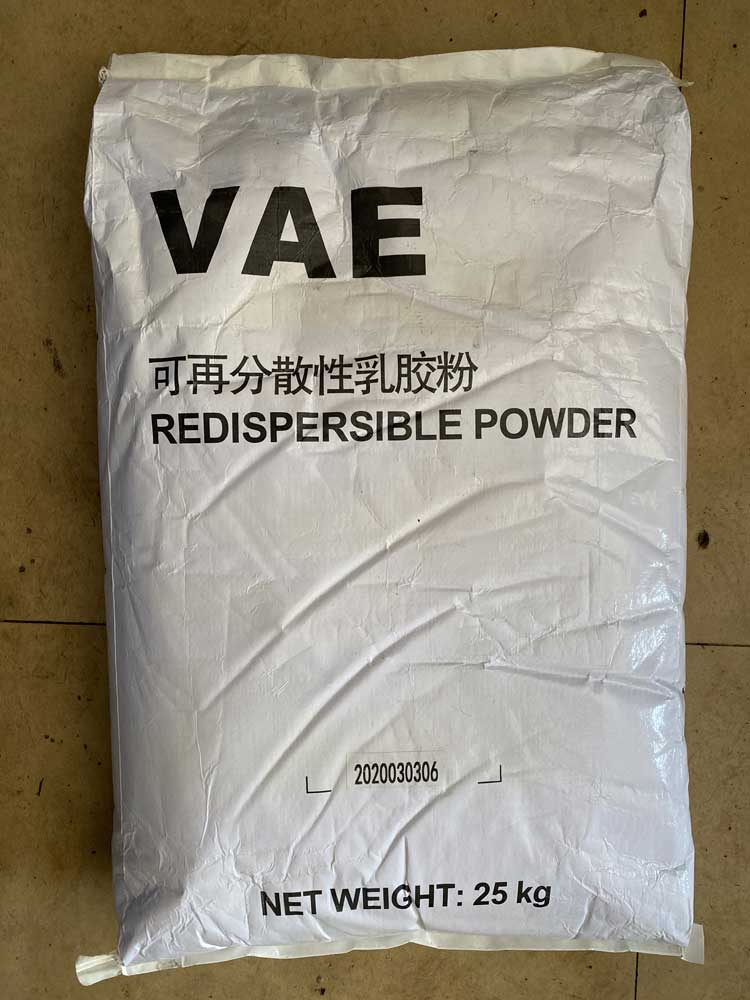 VAE
可再分散性乳胶粉
REDISPERSIBLE POWDER
2020030306
NET WEIGHT: 25 kg